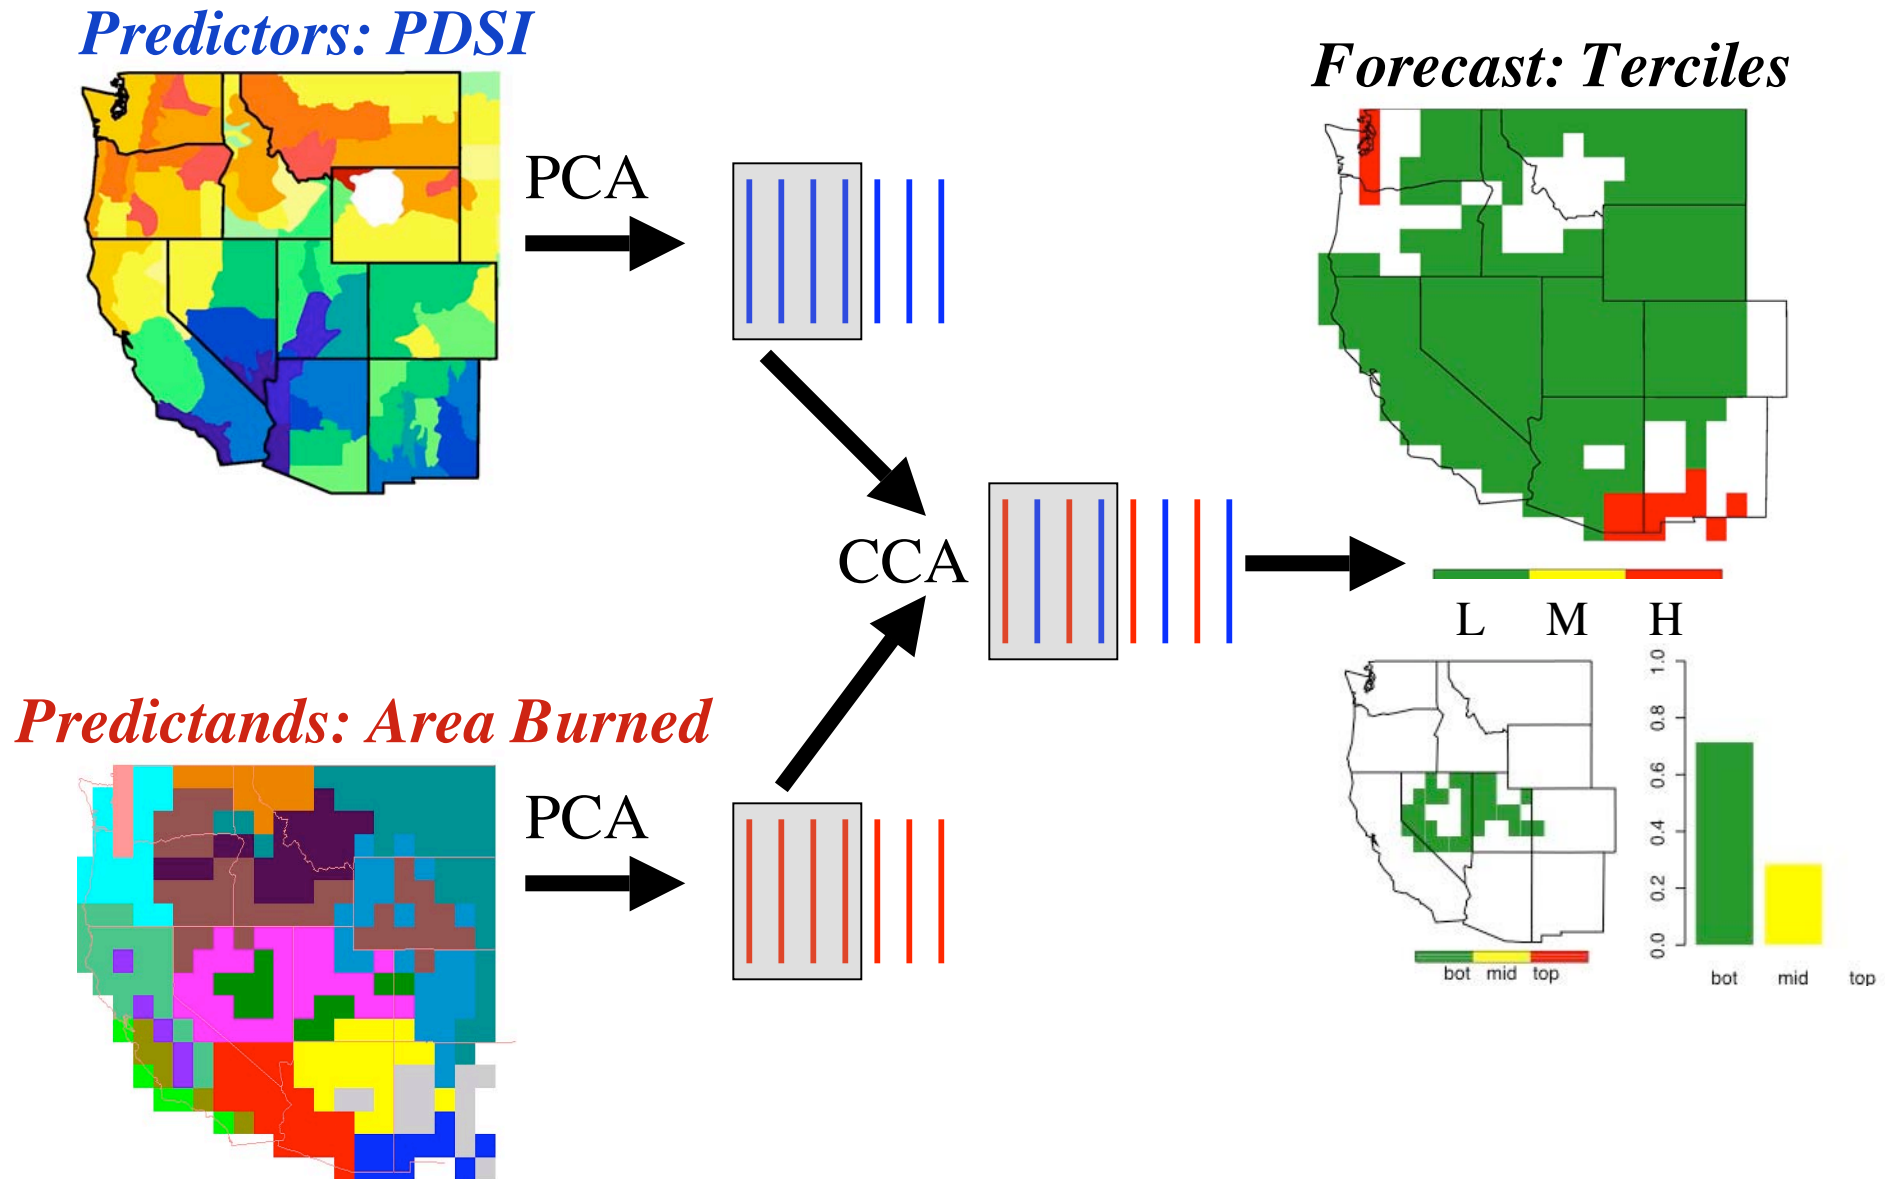 Predictors: PDSI
Forecast: Terciles
PCA
CCA
L M H
Predictands: Area Burned
PCA
bot mid top
0.0 0.2 0.4 0.6 0.8 1.0
bot mid top